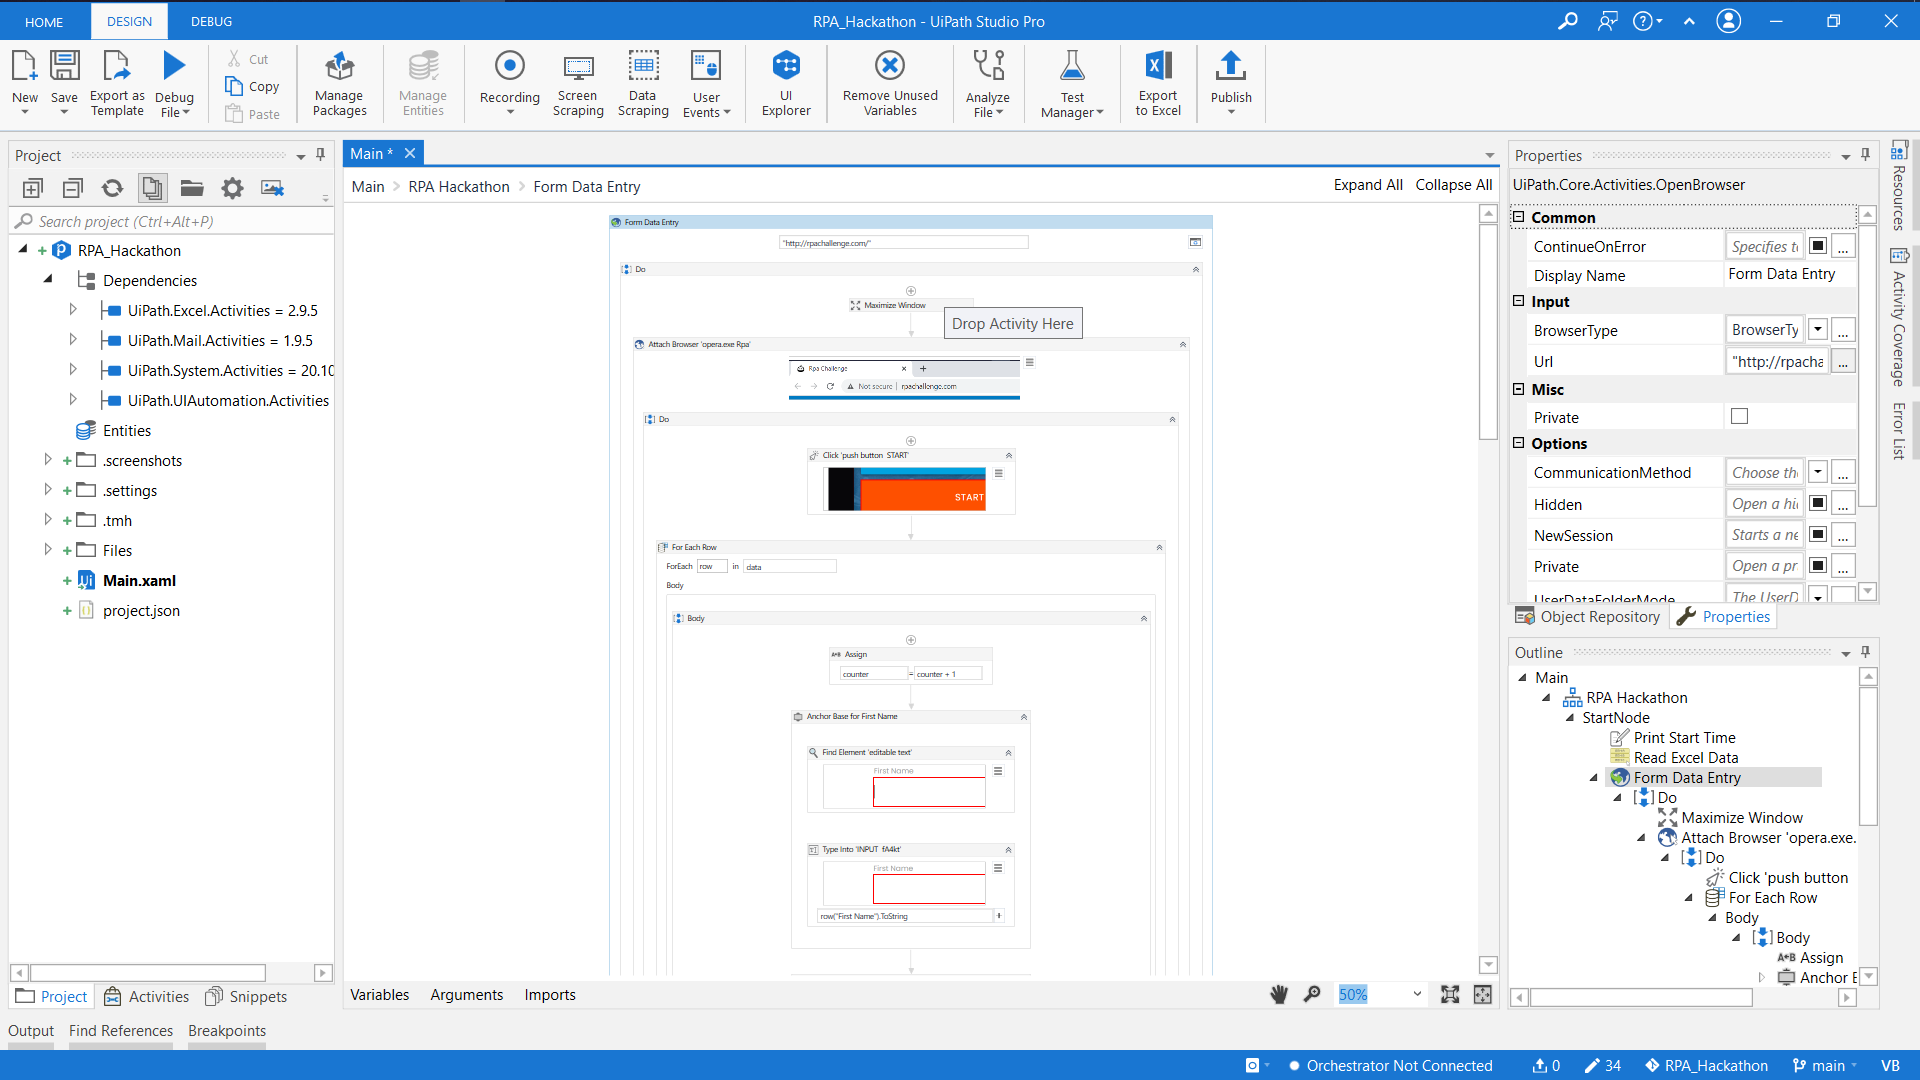 HOME
DESIGN
DEBUG
RPA_Hackathon - UiPath Studio Pro
New
Save
Export as Template
Debug File
Cut
Copy
Paste
Manage Packages
Manage Entities
Recording
Screen Scraping
Data Scraping
User Events
UI Explorer
Remove Unused Variables
Analyze File
Test Manager
Export to Excel
Publish
Project
Search project (Ctrl+Alt+P)
RPA_Hackathon
Dependencies
UiPath.Excel.Activities = 2.9.5
UiPath.Mail.Activities = 1.9.5
UiPath.System.Activities = 20.10
UiPath.UIAutomation.Activities
Entities
.screenshots
.settings
.tmh
Files
Main.xaml
project.json
Project
Activities
Snippets
Output
Find References
Breakpoints
Main *
Main > RPA Hackathon > Form Data Entry
Expand All
Collapse All
Form Data Entry
"http://rpachallenge.com/"
Do
Maximize Window
Drop Activity Here
Attach Browser 'opera.exe Rpa'
Rpa Challenge
Not secure | rpachallenge.com
Do
Click 'push button START'
START
For Each Row
ForEach row in data
Body
Body
A+B Assign
counter = counter + 1
Anchor Base for First Name
Find Element 'editable text'
First Name
Type Into 'INPUT fA4kt'
First Name
row("First Name").ToString
Variables
Arguments
Imports
50%
Properties
UiPath.Core.Activities.OpenBrowser
Common
ContinueOnError
Specifies t
...
Display Name
Form Data Entry
Input
BrowserType
BrowserTy
...
Url
"http://rpacha
...
Misc
Private
Options
CommunicationMethod
Choose the
...
Hidden
Open a hi
...
NewSession
Starts a ne
...
Private
Open a pr
...
UserDataFolderMode
The UserD
Object Repository
Properties
Outline
Main
RPA Hackathon
StartNode
Print Start Time
Read Excel Data
Form Data Entry
Do
Maximize Window
Attach Browser 'opera.exe.
Do
Click 'push button
For Each Row
Body
Body
A+B Assign
Anchor B
Resources
Activity Coverage
Error List
Orchestrator Not Connected
0
34
RPA_Hackathon
main
VB